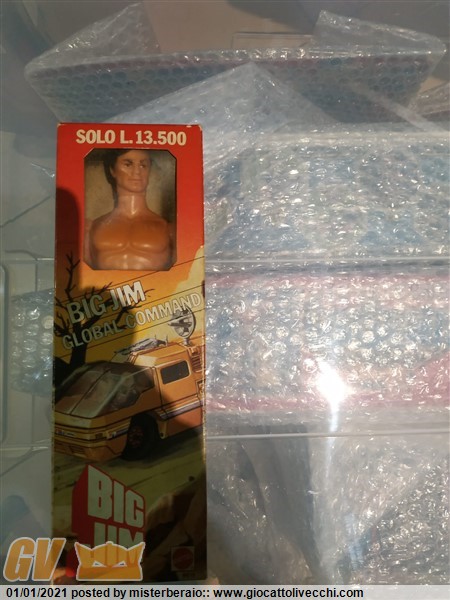 SOLO L. 13.500
BIG JIM
GLOBAL COMMAND
BIG
JIM
GV
01/01/2021 posted by misterberaio:: www.giocattolivecchi.com